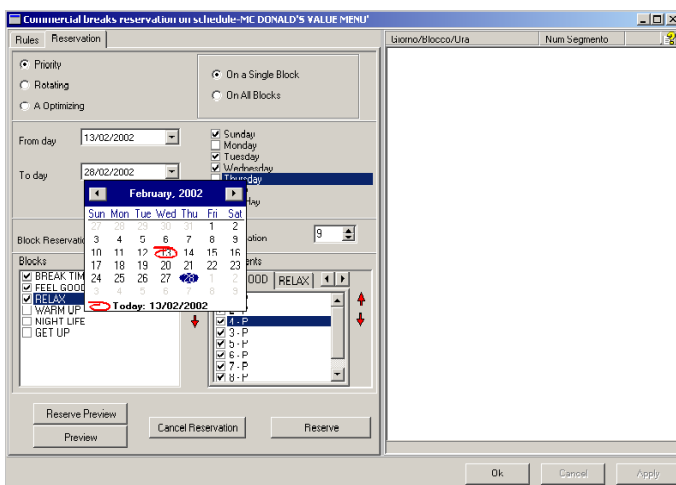 Commercial breaks reservation on schedule-MC DONALD'S VALUE MENU'
Rules Reservation
Giorno/Blocco/Ora Num Segmento
Priority
Rotating
A Optimizing
On a Single Block
On All Blocks
From day 13/02/2002
To day 28/02/2002
Sunday
Monday
Tuesday
Wednesday
Thursday
February, 2002
Sun Mon Tue Wed Thu Fri Sat
27 28 29 30 31 1 2
3 4 5 6 7 8 9
10 11 12 13 14 15 16
17 18 19 20 21 22 23
24 25 26 27 28 1 2
3 4 5 6 7 8 9
Today: 13/02/2002
Block Reservatio
ation 9
Blocks
BREAK TIM
FEEL GOOD
RELAX
WARM UP
NIGHT LIFE
GET UP
ents
OOD RELAX
4 - P
3 - P
5 - P
6 - P
7 - P
8 - P
Reserve Preview
Preview
Cancel Reservation
Reserve
Ok Cancel Apply